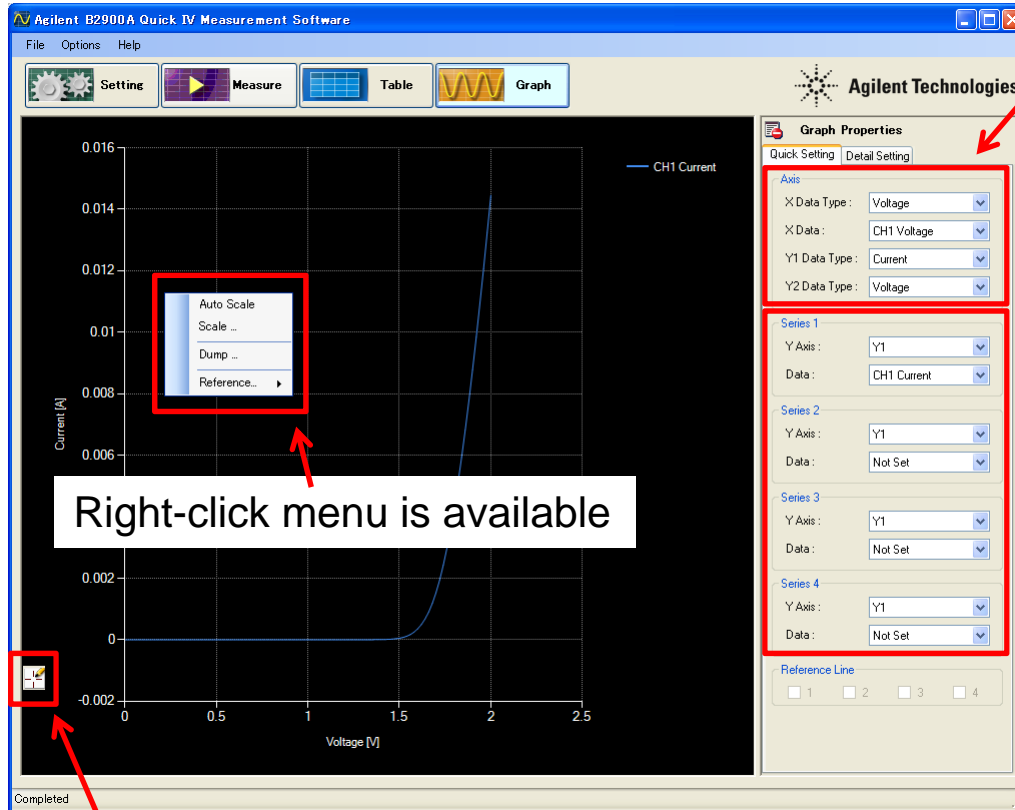 Agilent B2900A Quick IV Measurement Software
File Options Help
Setting Measure Table Graph
Agilent Technologies
Graph Properties
Quick Setting Detail Setting
Axis
X Data Type : Voltage
X Data : CH1 Voltage
Y1 Data Type : Current
Y2 Data Type : Voltage
Series 1
Y Axis : Y1
Data : CH1 Current
Series 2
Y Axis : Y1
Data : Not Set
Series 3
Y Axis : Y1
Data : Not Set
Series 4
Y Axis : Y1
Data : Not Set
Reference Line
1 2 3 4
CH1 Current
0.016
0.014
0.012
0.01
0.008
0.006
0.002
0
-0.002
Current [A]
0 0.5 1 1.5 2 2.5
Voltage [V]
Auto Scale
Scale ...
Dump ...
Reference...
Right-click menu is available
Completed